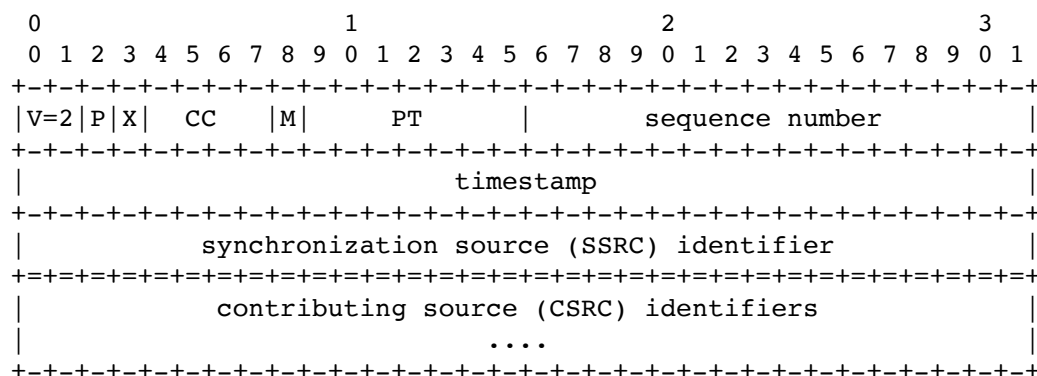 0                   1                   2                   3
 0 1 2 3 4 5 6 7 8 9 0 1 2 3 4 5 6 7 8 9 0 1 2 3 4 5 6 7 8 9 0 1
+-+-+-+-+-+-+-+-+-+-+-+-+-+-+-+-+-+-+-+-+-+-+-+-+-+-+-+-+-+-+-+-+
|V=2|P|X|  CC   |M|     PT      |       sequence number         |
+-+-+-+-+-+-+-+-+-+-+-+-+-+-+-+-+-+-+-+-+-+-+-+-+-+-+-+-+-+-+-+-+
|                           timestamp                           |
+-+-+-+-+-+-+-+-+-+-+-+-+-+-+-+-+-+-+-+-+-+-+-+-+-+-+-+-+-+-+-+-+
|           synchronization source (SSRC) identifier            |
+=+=+=+=+=+=+=+=+=+=+=+=+=+=+=+=+=+=+=+=+=+=+=+=+=+=+=+=+=+=+=+=+
|            contributing source (CSRC) identifiers             |
|                             ....                              |
+-+-+-+-+-+-+-+-+-+-+-+-+-+-+-+-+-+-+-+-+-+-+-+-+-+-+-+-+-+-+-+-+